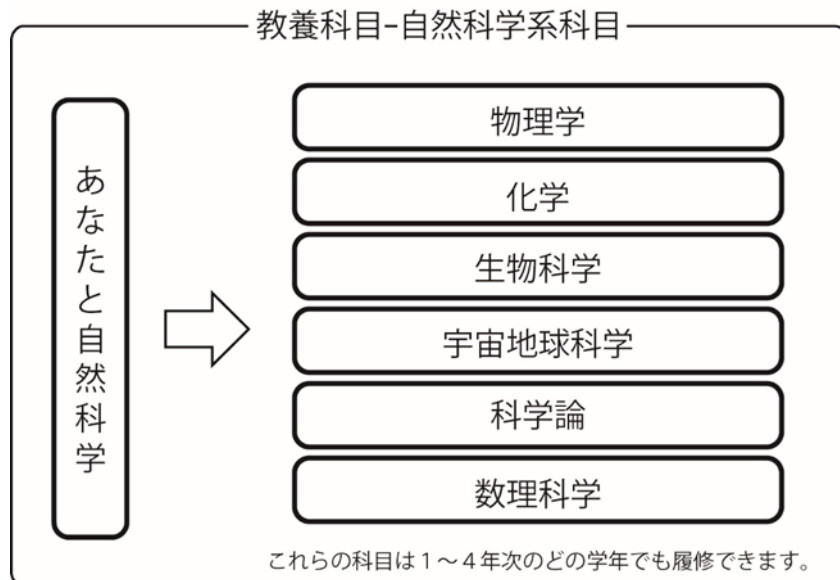 教養科目–自然科学系科目
あなたと自然科学
物理学
化学
生物科学
宇宙地球科学
科学論
数理科学
これらの科目は1～4年次のどの学年でも履修できます。